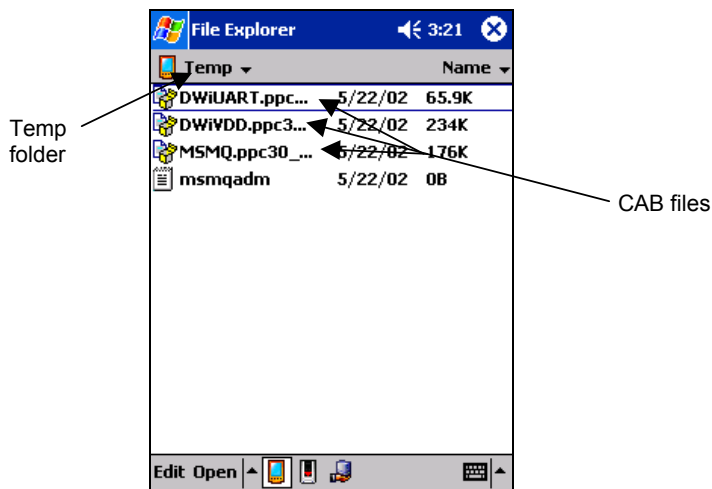 File Explorer 3:21
Temp Name
DWiUART.ppc... 5/22/02 65.9K
DWiVDD.ppc3... 5/22/02 234K
MSMQ.ppc30_... 5/22/02 176K
msmqadm 5/22/02 0B
Temp
folder
CAB files
Edit Open